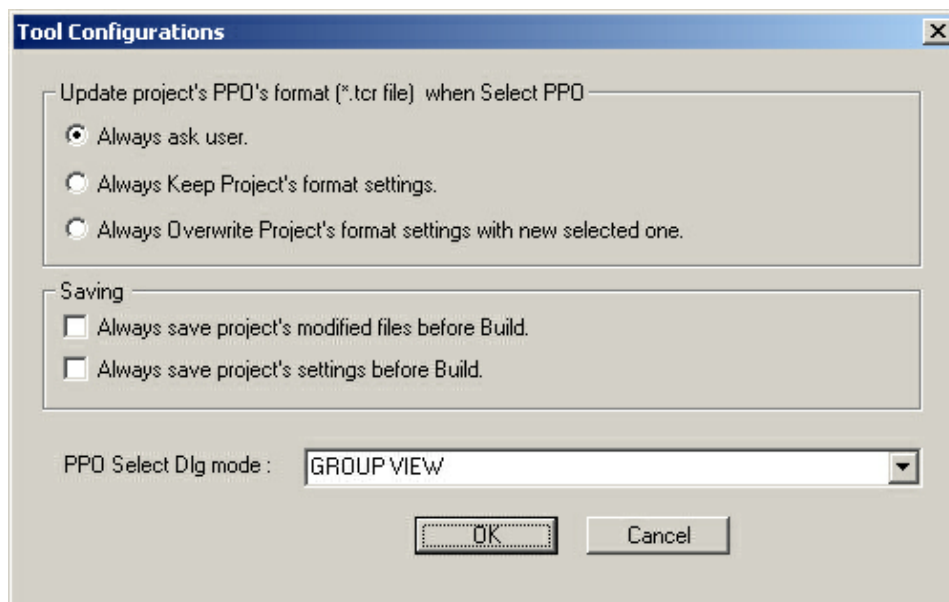 Tool Configurations
Update project's PPO's format (*.tcr file) when Select PPO
Always ask user.
Always Keep Project's format settings.
Always Overwrite Project's format settings with new selected one.
Saving
Always save project's modified files before Build.
Always save project's settings before Build.
PPO Select Dlg mode : GROUP VIEW
OK Cancel